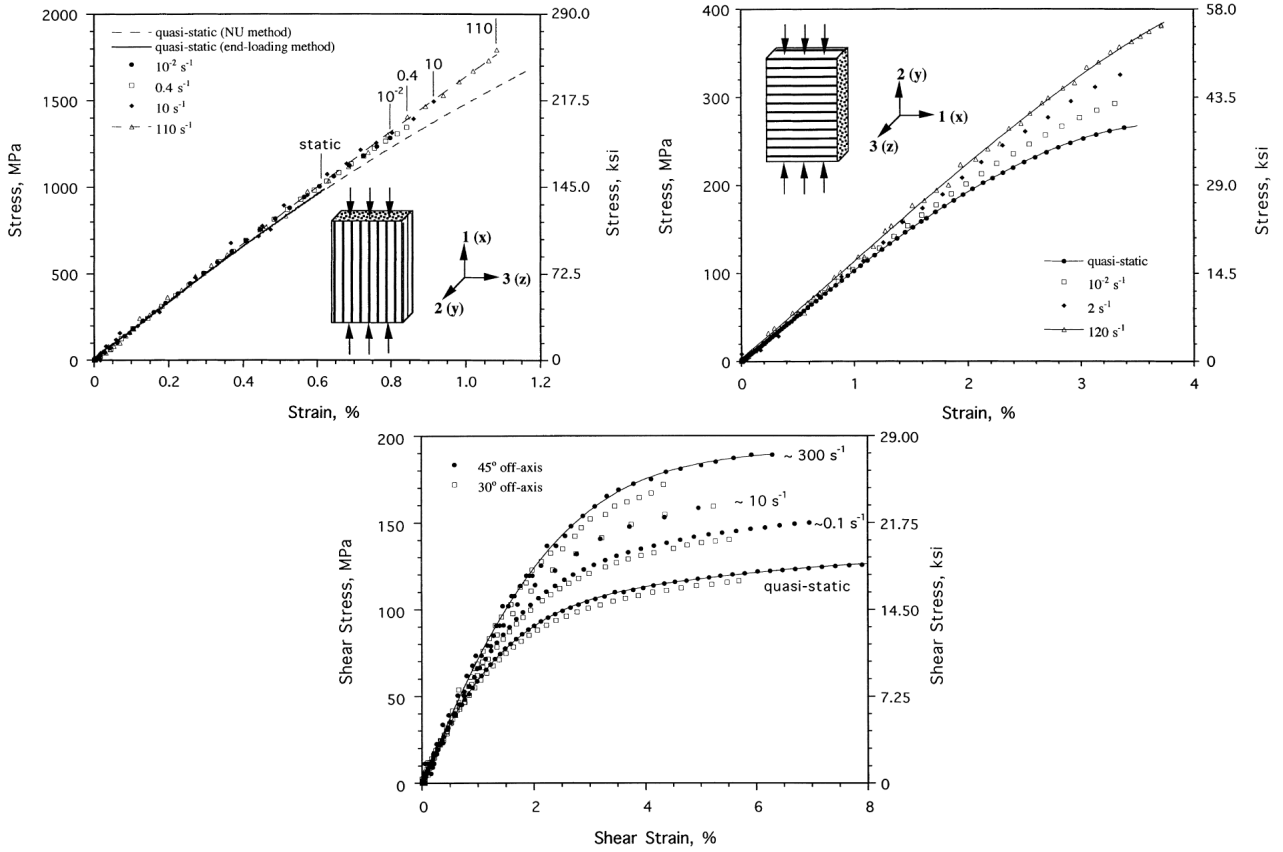 2000
1500
1000
500
0
Stress, MPa
290.0
217.5
145.0
72.5
0
Stress, ksi
quasi-static (NU method)
quasi-static (end-loading method)
10⁻² s⁻¹
0.4 s⁻¹
10 s⁻¹
110 s⁻¹
110
10
0.4
10⁻²
static
1 (x)
3 (z)
2 (y)
0 0.2 0.4 0.6 0.8 1.0 1.2
Strain, %
400
300
200
100
0
Stress, MPa
58.0
43.5
29.0
14.5
0
Stress, ksi
2 (y)
1 (x)
3 (z)
quasi-static
10⁻² s⁻¹
2 s⁻¹
120 s⁻¹
0 1 2 3 4
Strain, %
200
150
100
50
0
Shear Stress, MPa
29.00
21.75
14.50
7.25
0
Shear Stress, ksi
45° off-axis
30° off-axis
~ 300 s⁻¹
~ 10 s⁻¹
~0.1 s⁻¹
quasi-static
0 2 4 6 8
Shear Strain, %